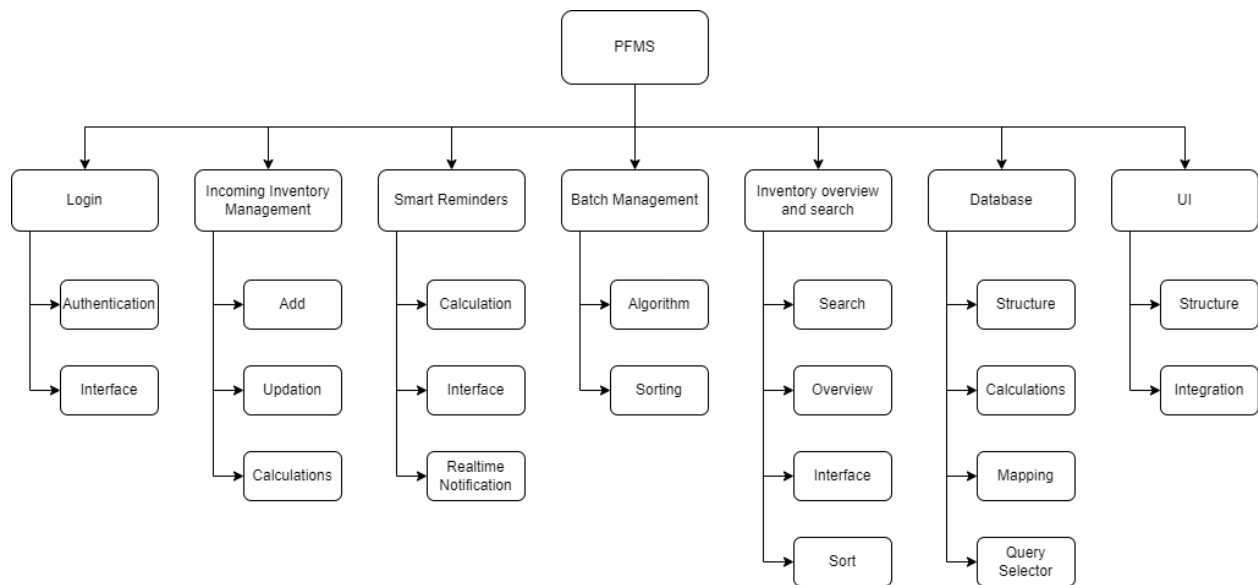 PFMS
Login
Incoming Inventory
Management
Smart Reminders
Batch Management
Inventory overview
and search
Database
UI
Authentication
Interface
Add
Updation
Calculations
Calculation
Interface
Realtime
Notification
Algorithm
Sorting
Search
Overview
Interface
Sort
Structure
Calculations
Mapping
Query
Selector
Structure
Integration